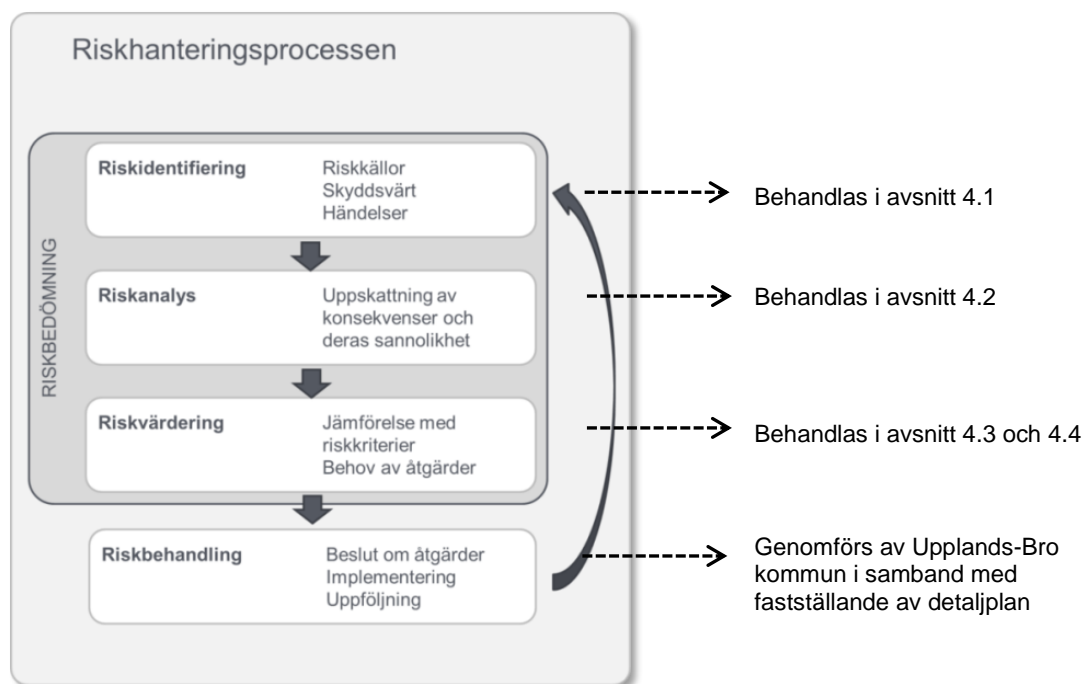 Riskhanteringsprocessen
RISKBEDÖMNING
Riskidentifiering
Riskkällor
Skyddsvärt
Händelser
Behandlas i avsnitt 4.1
Riskanalys
Uppskattning av
konsekvenser och
deras sannolikhet
Behandlas i avsnitt 4.2
Riskvärdering
Jämförelse med
riskkriterier
Behov av åtgärder
Behandlas i avsnitt 4.3 och 4.4
Riskbehandling
Beslut om åtgärder
Implementering
Uppföljning
Genomförs av Upplands-Bro
kommun i samband med
fastställande av detaljplan